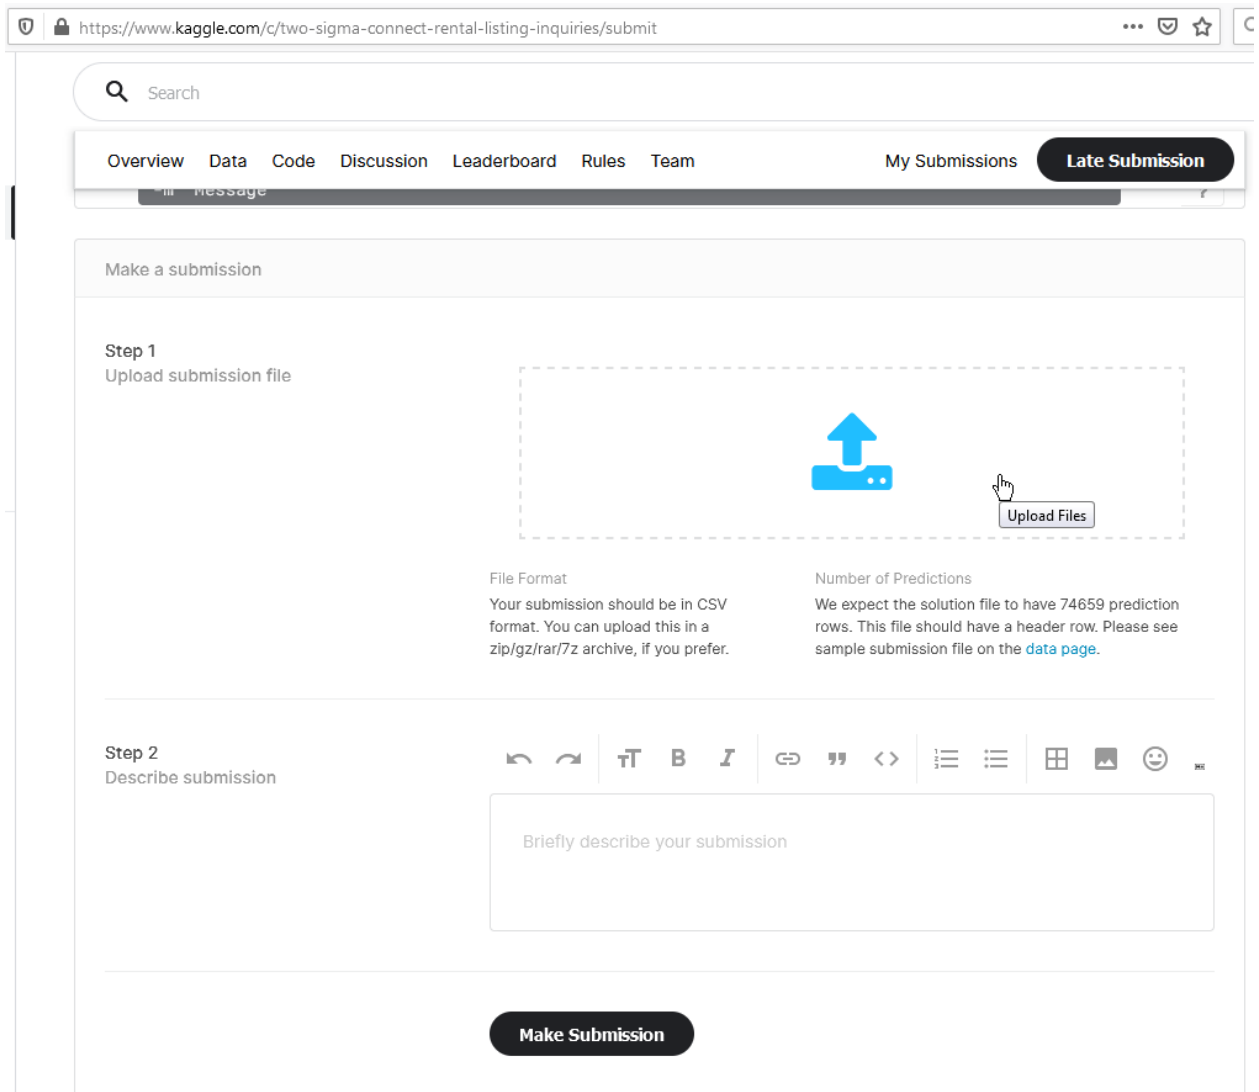 https://www.kaggle.com/c/two-sigma-connect-rental-listing-inquiries/submit
Search
Overview Data Code Discussion Leaderboard Rules Team My Submissions Late Submission
-m "Message" ?
Make a submission
Step 1
Upload submission file
Upload Files
File Format
Your submission should be in CSV
format. You can upload this in a
zip/gz/rar/7z archive, if you prefer.
Number of Predictions
We expect the solution file to have 74659 prediction
rows. This file should have a header row. Please see
sample submission file on the data page.
Step 2
Describe submission
Briefly describe your submission
Make Submission